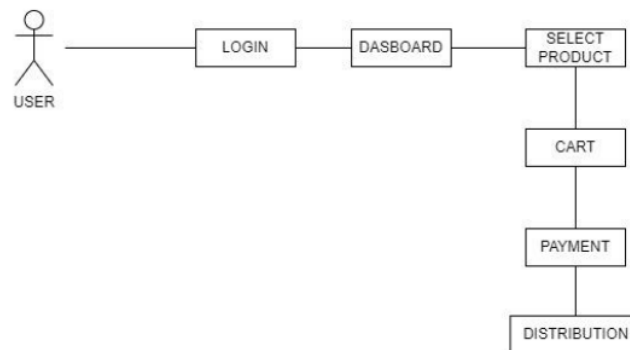 USER
LOGIN
DASBOARD
SELECT
PRODUCT
CART
PAYMENT
DISTRIBUTION